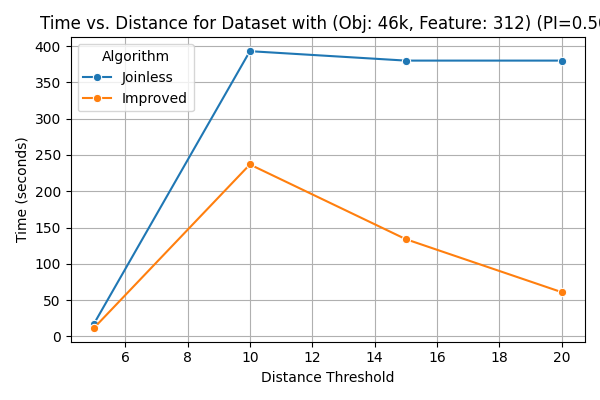 Time vs. Distance for Dataset with (Obj: 46k, Feature: 312) (PI=0.50
Algorithm
Joinless
Improved
400
350
300
250
200
150
100
50
0
Time (seconds)
6 8 10 12 14 16 18 20
Distance Threshold